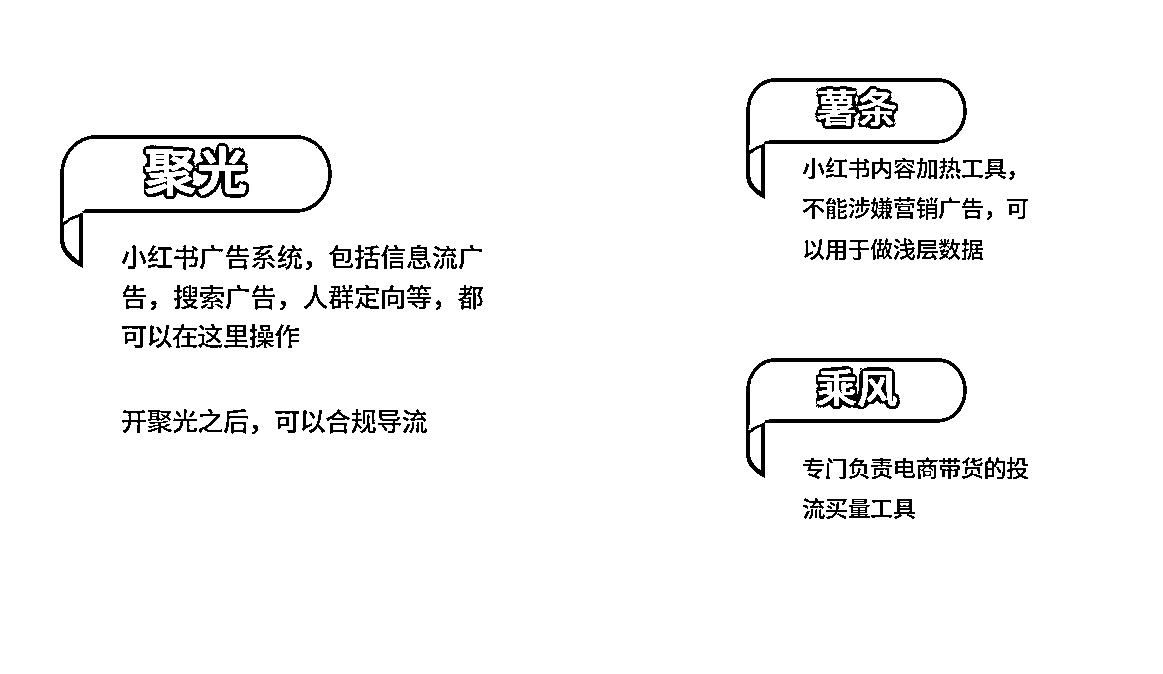 聚光
小红书广告系统，包括信息流广
告，搜索广告，人群定向等，都
可以在这里操作
开聚光之后，可以合规导流
薯条
小红书内容加热工具，
不能涉嫌营销广告，可
以用于做浅层数据
乘风
专门负责电商带货的投
流买量工具